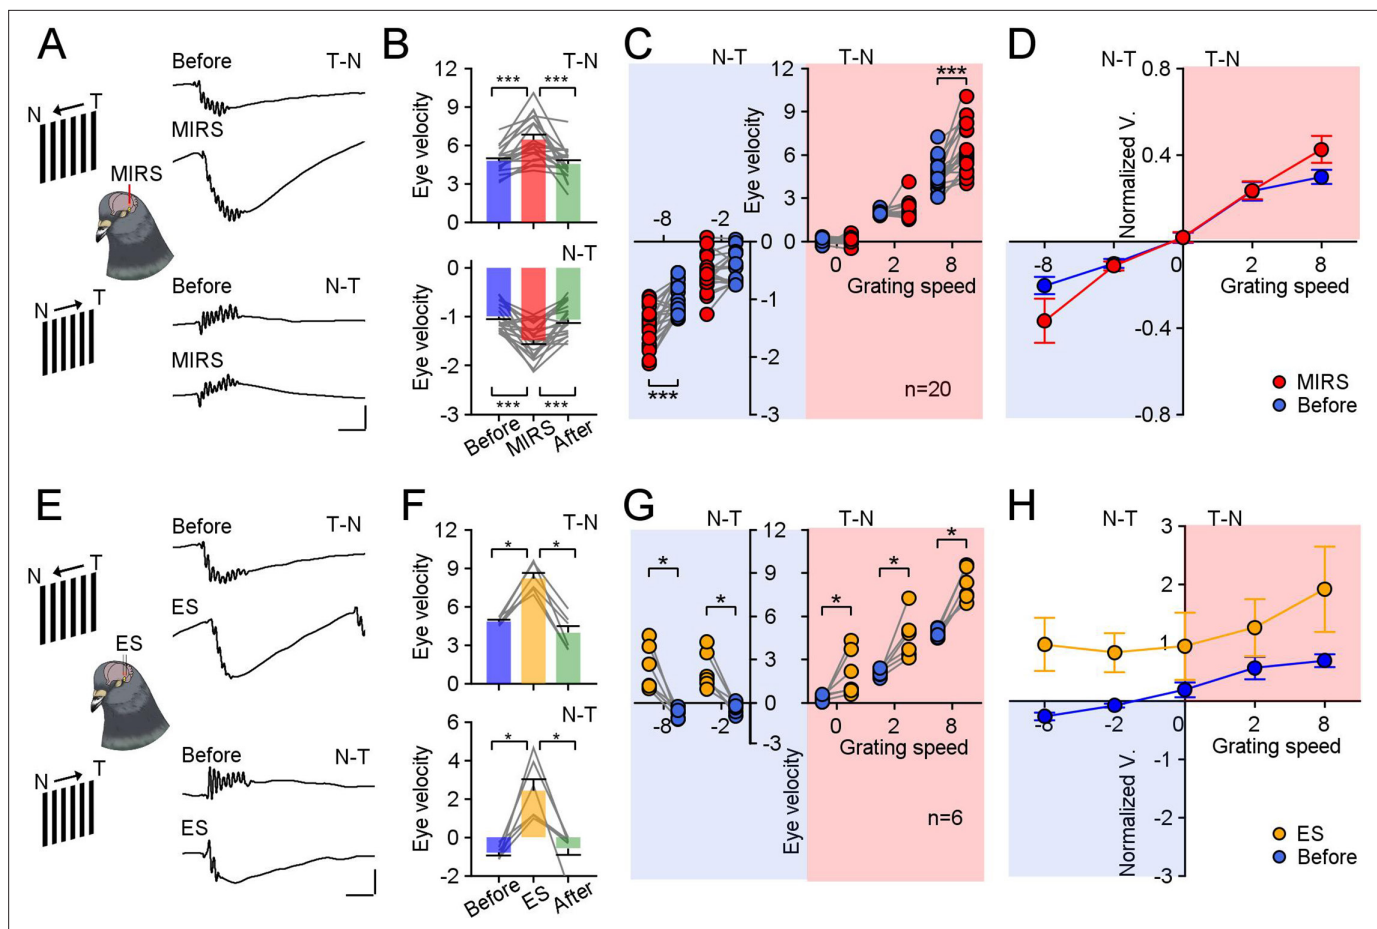 A
Before
T-N
N
T
MIRS
MIRS
Before
N-T
N
T
MIRS
B
T-N
12
***
***
9
6
3
0
Eye velocity
N-T
0
-1
-2
-3
Eye velocity
***
***
Before
MIRS
After
C
N-T
T-N
12
9
6
3
0
Eye velocity
***
-8
-2
0
-1
-2
-3
***
0
2
8
Grating speed
n=20
D
N-T
T-N
0.8
0.4
Normalized V.
-8
-2
0
2
8
Grating speed
-0.4
-0.8
MIRS
Before
E
Before
T-N
N
T
ES
ES
Before
N-T
N
T
ES
F
T-N
12
*
*
9
6
3
0
Eye velocity
N-T
6
*
*
4
2
0
-2
Eye velocity
Before
ES
After
G
N-T
T-N
12
9
6
3
0
-3
*
*
*
*
*
-8
-2
0
2
8
Eye velocity
Grating speed
n=6
H
N-T
T-N
3
2
1
-8
-2
0
2
8
Grating speed
-1
-2
-3
Normalized V.
ES
Before